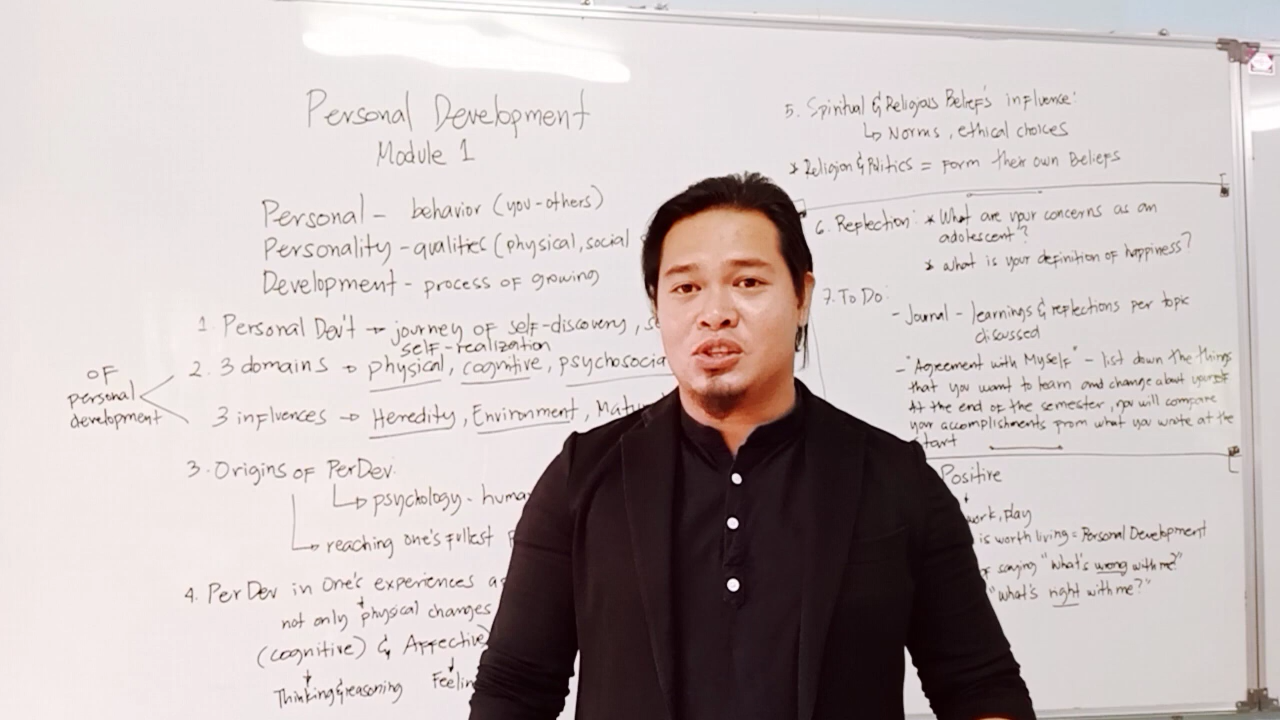 Personal Development
Module 1
Personal - behavior (you-others)
Personality - qualities (physical, social
Development - process of growing
1. Personal Dev't → journey of self-discovery,
self-realization
OF
personal
development
2. 3 domains → physical, cognitive, psychosocia
3 influences → Heredity, Environment, Matu
3. Origins of PerDev.
↳ psychology - human
↳ reaching one's fullest
4. PerDev in One's experiences
not only physical changes
(cognitive) & Affective
Thinking & reasoning Feelin
5. Spiritual & Religious Belief's influence:
↳ Norms, ethical choices
* Religion & Politics = form their own Beliefs
6. Replection: * What are your concerns as an
adolescent?
* what is your definition of happiness?
7. To Do:
- Journal - learnings & replections per topic
discussed
- "Agreement with Myself" - list down the things
that you want to learn and change about yourself
At the end of the semester, you will compare
your accomplishments from what you wrote at the
start
Positive
work, play
is worth living = Personal Development
saying "what's wrong with me?"
"what's right with me?"